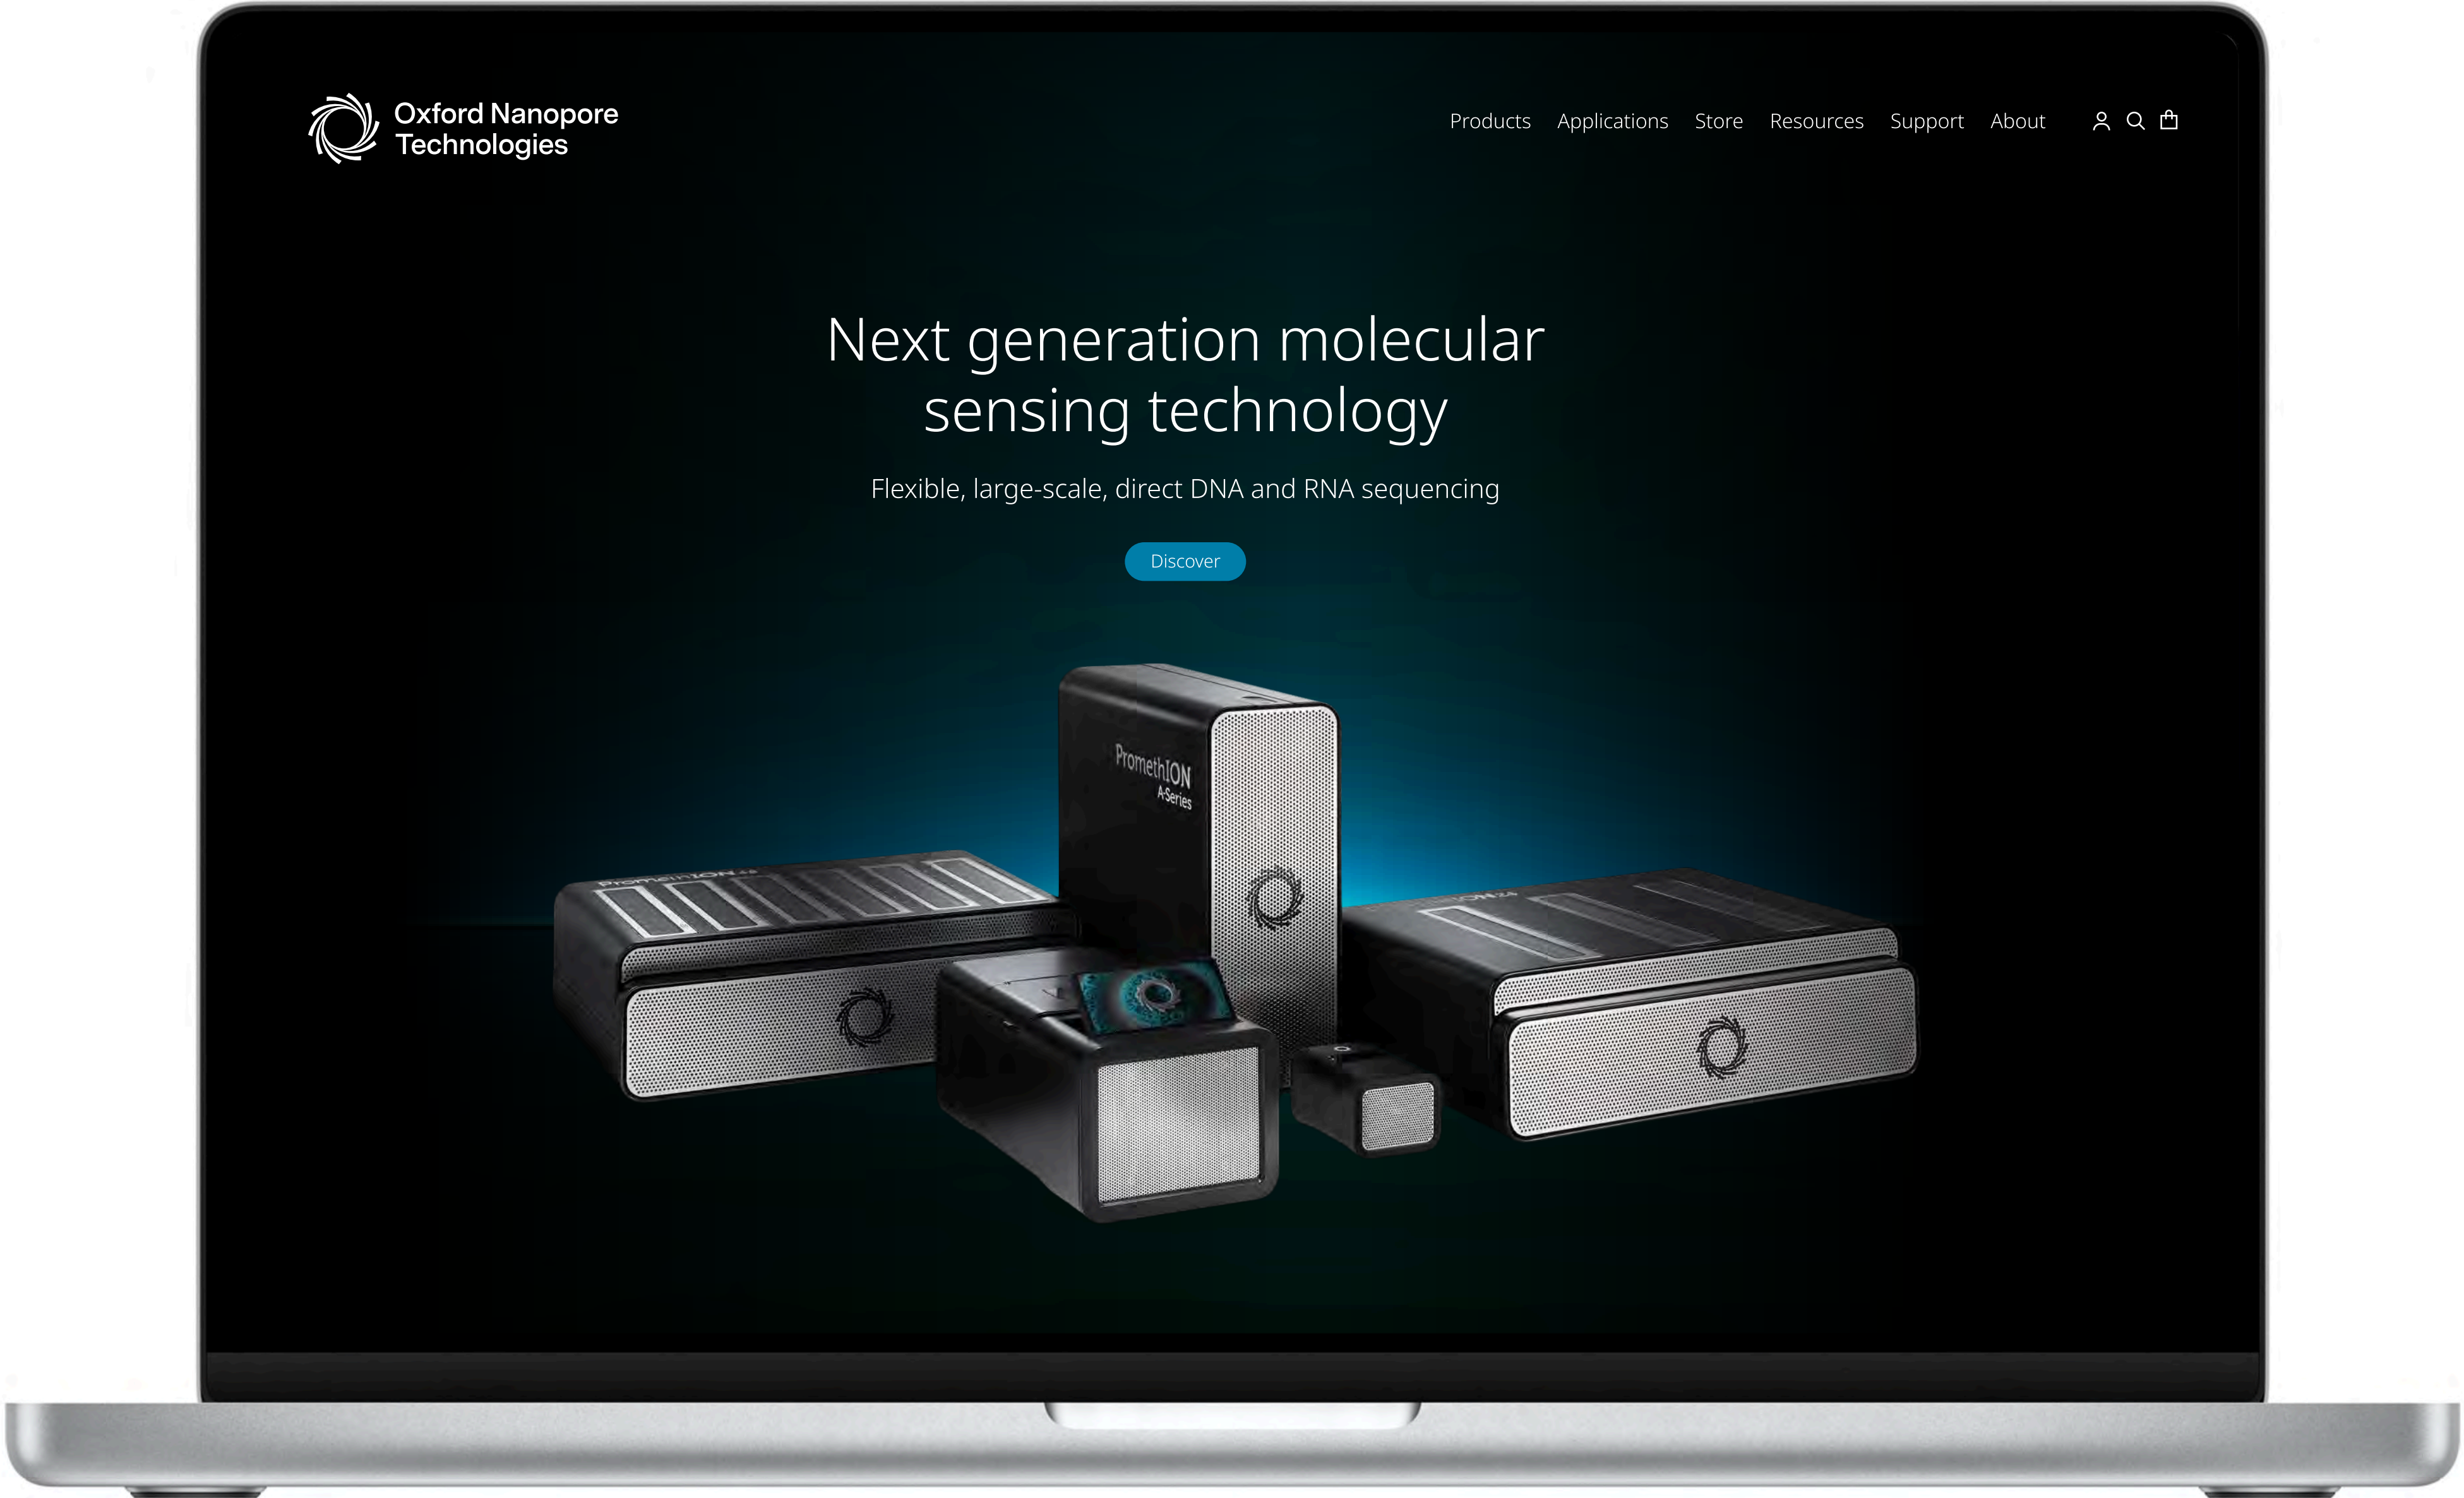 Oxford Nanopore
Technologies
Products Applications Store Resources Support About
Next generation molecular
sensing technology
Flexible, large-scale, direct DNA and RNA sequencing
Discover
PromethION
A-Series
PromethION